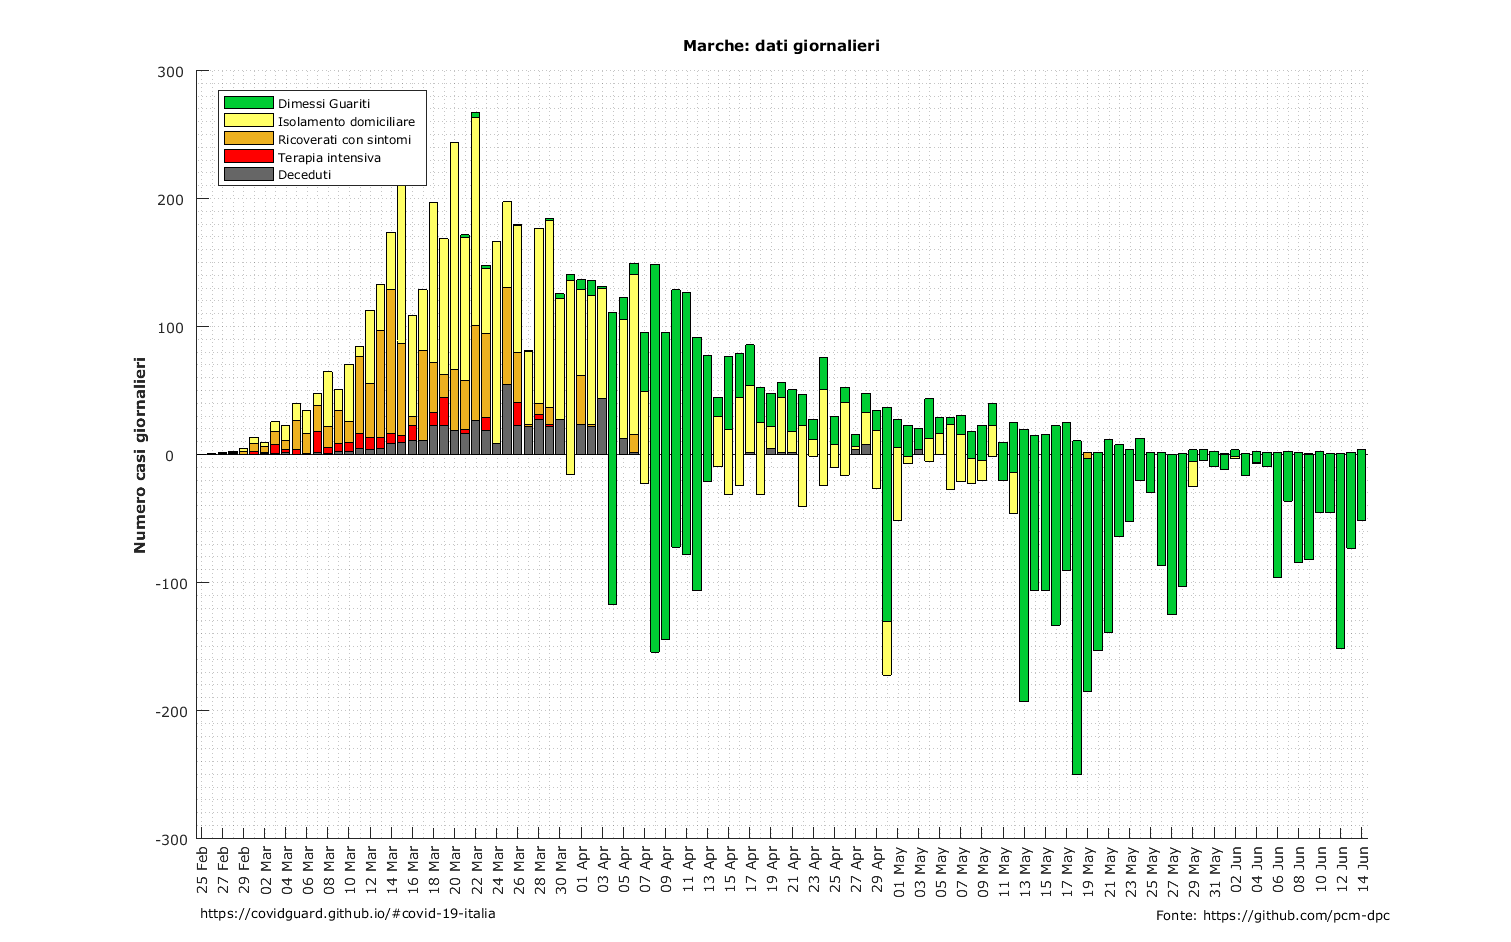 Marche: dati giornalieri
Dimessi Guariti
Isolamento domiciliare
Ricoverati con sintomi
Terapia intensiva
Deceduti
300
200
100
0
-100
-200
-300
Numero casi giornalieri
25 Feb
27 Feb
29 Feb
02 Mar
04 Mar
06 Mar
08 Mar
10 Mar
12 Mar
14 Mar
16 Mar
18 Mar
20 Mar
22 Mar
24 Mar
26 Mar
28 Mar
30 Mar
01 Apr
03 Apr
05 Apr
07 Apr
09 Apr
11 Apr
13 Apr
15 Apr
17 Apr
19 Apr
21 Apr
23 Apr
25 Apr
27 Apr
29 Apr
01 May
03 May
05 May
07 May
09 May
11 May
13 May
15 May
17 May
19 May
21 May
23 May
25 May
27 May
29 May
31 May
02 Jun
04 Jun
06 Jun
08 Jun
10 Jun
12 Jun
14 Jun
https://covidguard.github.io/#covid-19-italia
Fonte: https://github.com/pcm-dpc